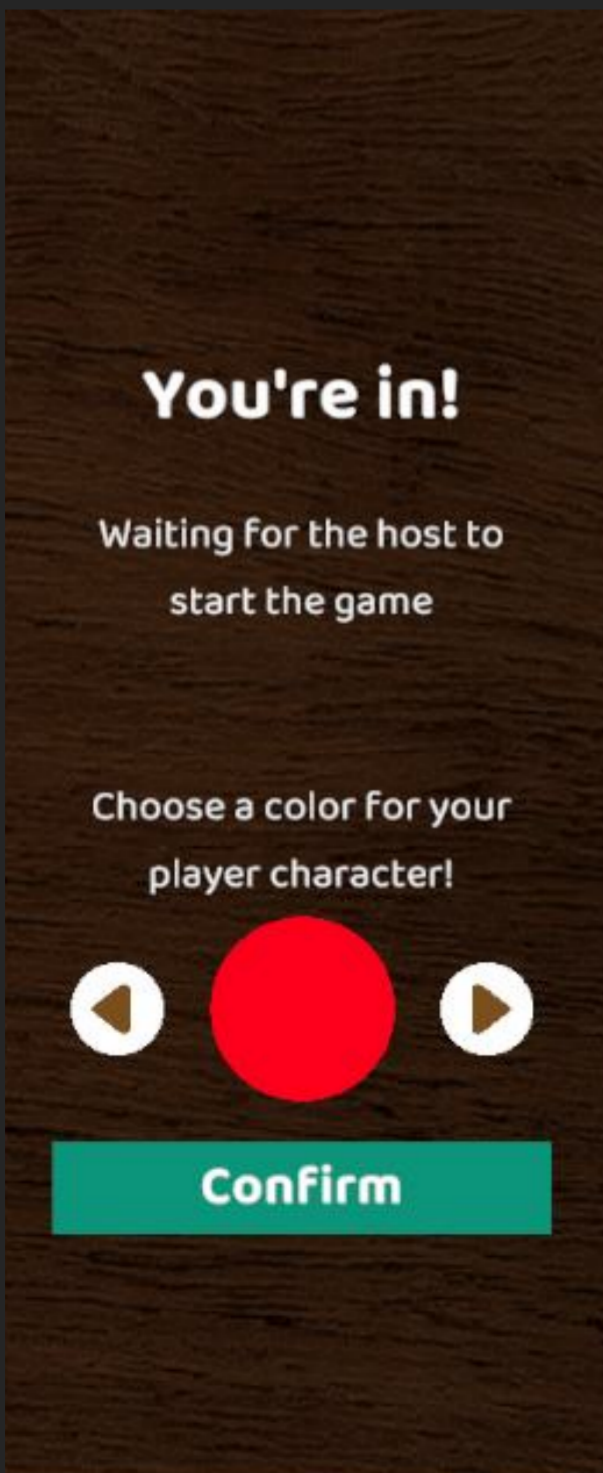 You're in!
Waiting for the host to
start the game
Choose a color for your
player character!
Confirm